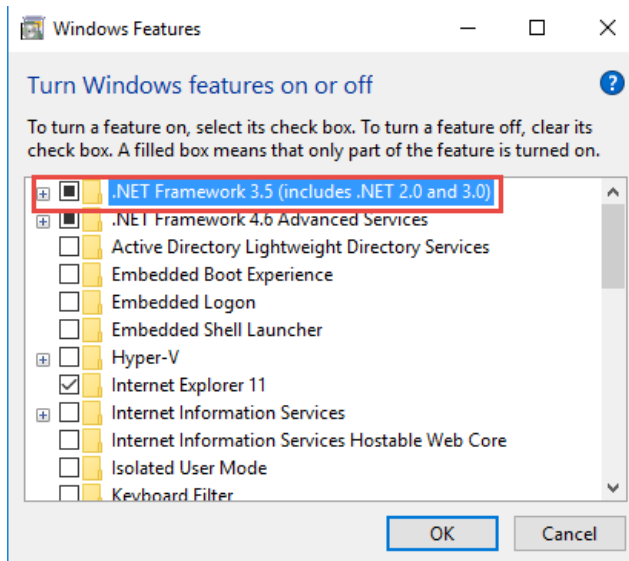 Windows Features
Turn Windows features on or off
To turn a feature on, select its check box. To turn a feature off, clear its
check box. A filled box means that only part of the feature is turned on.
.NET Framework 3.5 (includes .NET 2.0 and 3.0)
.NET Framework 4.6 Advanced Services
Active Directory Lightweight Directory Services
Embedded Boot Experience
Embedded Logon
Embedded Shell Launcher
Hyper-V
Internet Explorer 11
Internet Information Services
Internet Information Services Hostable Web Core
Isolated User Mode
Keyboard Filter
OK Cancel